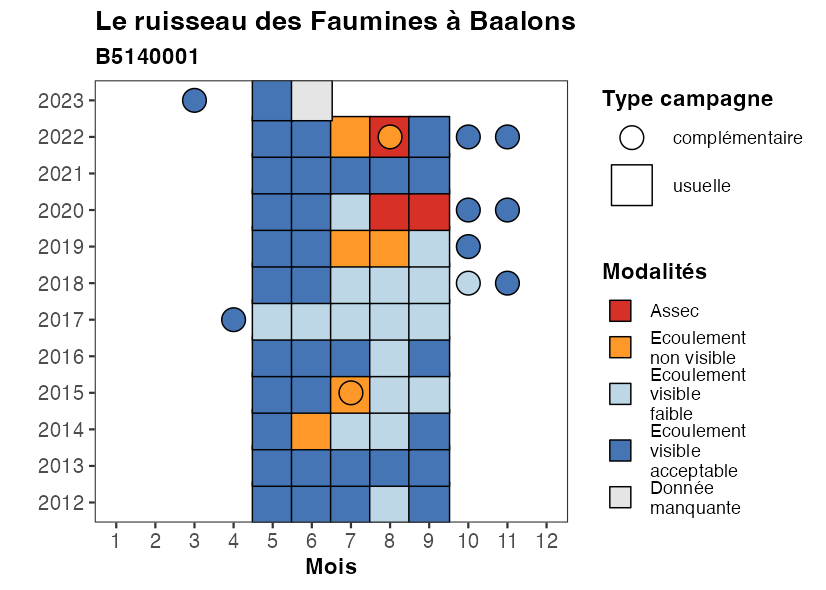 Le ruisseau des Faumines à Baalons
B5140001
2023
2022
2021
2020
2019
2018
2017
2016
2015
2014
2013
2012
1 2 3 4 5 6 7 8 9 10 11 12
Mois
Type campagne
complémentaire
usuelle
Modalités
Assec
Ecoulement
non visible
Ecoulement
visible
faible
Ecoulement
visible
acceptable
Donnée
manquante